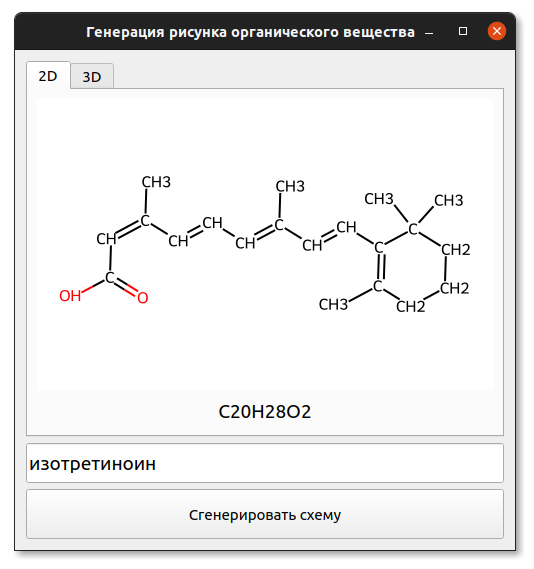 Генерация рисунка органического вещества
2D 3D
CH3 CH3 CH3 CH3
C CH C CH C
CH CH CH CH C CH2
C C CH2
OH O CH3 CH2
C20H28O2
изотретиноин
Сгенерировать схему